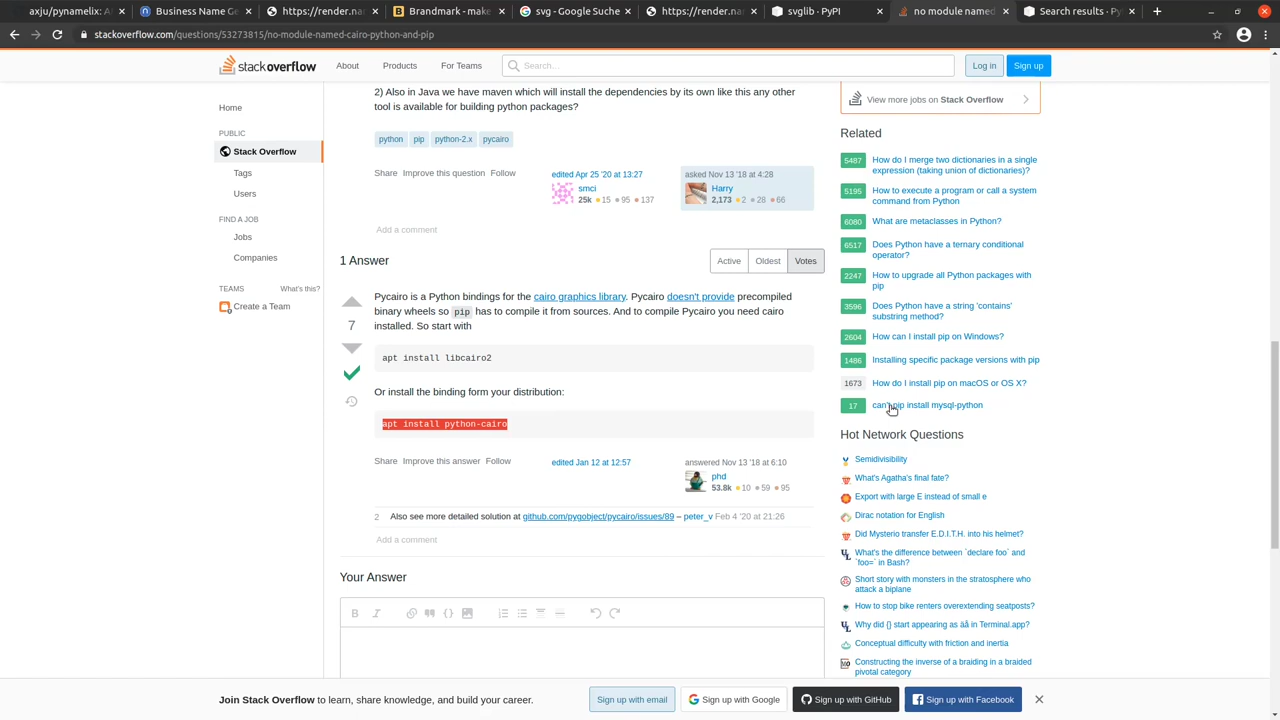 axju/pynamelic
Business Name Ge
https://render.na
BOOK - Google Suche
https://render.na
svglib · PyPI
Search results · Py
stackoverflow.com/questions/53273815/no-module-named-cairo-python-and-pip
stackoverflow
About
Products
For Teams
Search...
Log in
Sign up
2) Also in Java we have maven which will install the dependencies by its own like this any other
tool is available for building python packages?
python
pip
python-2.x
pycairo
Share Improve this question Follow
edited Apr 25 '20 at 13:27
smci
25k 15 95 137
asked Nov 13 '18 at 4:28
Harry
2,173 2 28 66
Add a comment
Home
PUBLIC
Stack Overflow
Tags
Users
FIND A JOB
Jobs
Companies
TEAMS What's this?
Create a Team
1 Answer
Active
Oldest
Votes
7
Pycairo is a Python bindings for the cairo graphics library. Pycairo doesn't provide precompiled
binary wheels so pip has to compile it from sources. And to compile Pycairo you need cairo
installed. So start with
apt install libcairo2
Or install the binding form your distribution:
apt install python-cairo
Share Improve this answer Follow
edited Jan 12 at 12:57
answered Nov 13 '18 at 6:10
phd
53.8k 10 59 95
2 Also see more detailed solution at github.com/pygobject/pycairo/issues/89 – peter_v Feb 4 '20 at 21:26
Add a comment
Your Answer
View more jobs on Stack Overflow
Related
5487 How do I merge two dictionaries in a single
expression (taking union of dictionaries)?
5195 How to execute a program or call a system
command from Python
6080 What are metaclasses in Python?
6517 Does Python have a ternary conditional
operator?
2247 How to upgrade all Python packages with
pip
3596 Does Python have a string 'contains'
substring method?
2604 How can I install pip on Windows?
1486 Installing specific package versions with pip
1673 How do I install pip on macOS or OS X?
17 can't pip install mysql-python
Hot Network Questions
Semidivisibility
What's Agatha's final fate?
Export with large E instead of small e
Dirac notation for English
Did Mysterio transfer E.D.I.T.H. into his helmet?
What's the difference between `declare foo` and
`foo=` in Bash?
Short story with monsters in the stratosphere who
attack a biplane
How to stop bike renters overextending seatposts?
Why did {} start appearing as äå in Terminal.app?
Conceptual difficulty with friction and inertia
Constructing the inverse of a braiding in a braided
pivotal category
Join Stack Overflow to learn, share knowledge, and build your career.
Sign up with email
Sign up with Google
Sign up with GitHub
Sign up with Facebook